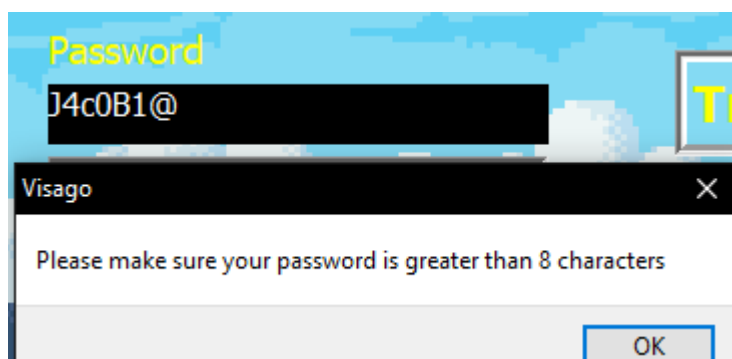 Password
J4c0B1@
Visago
Please make sure your password is greater than 8 characters
OK